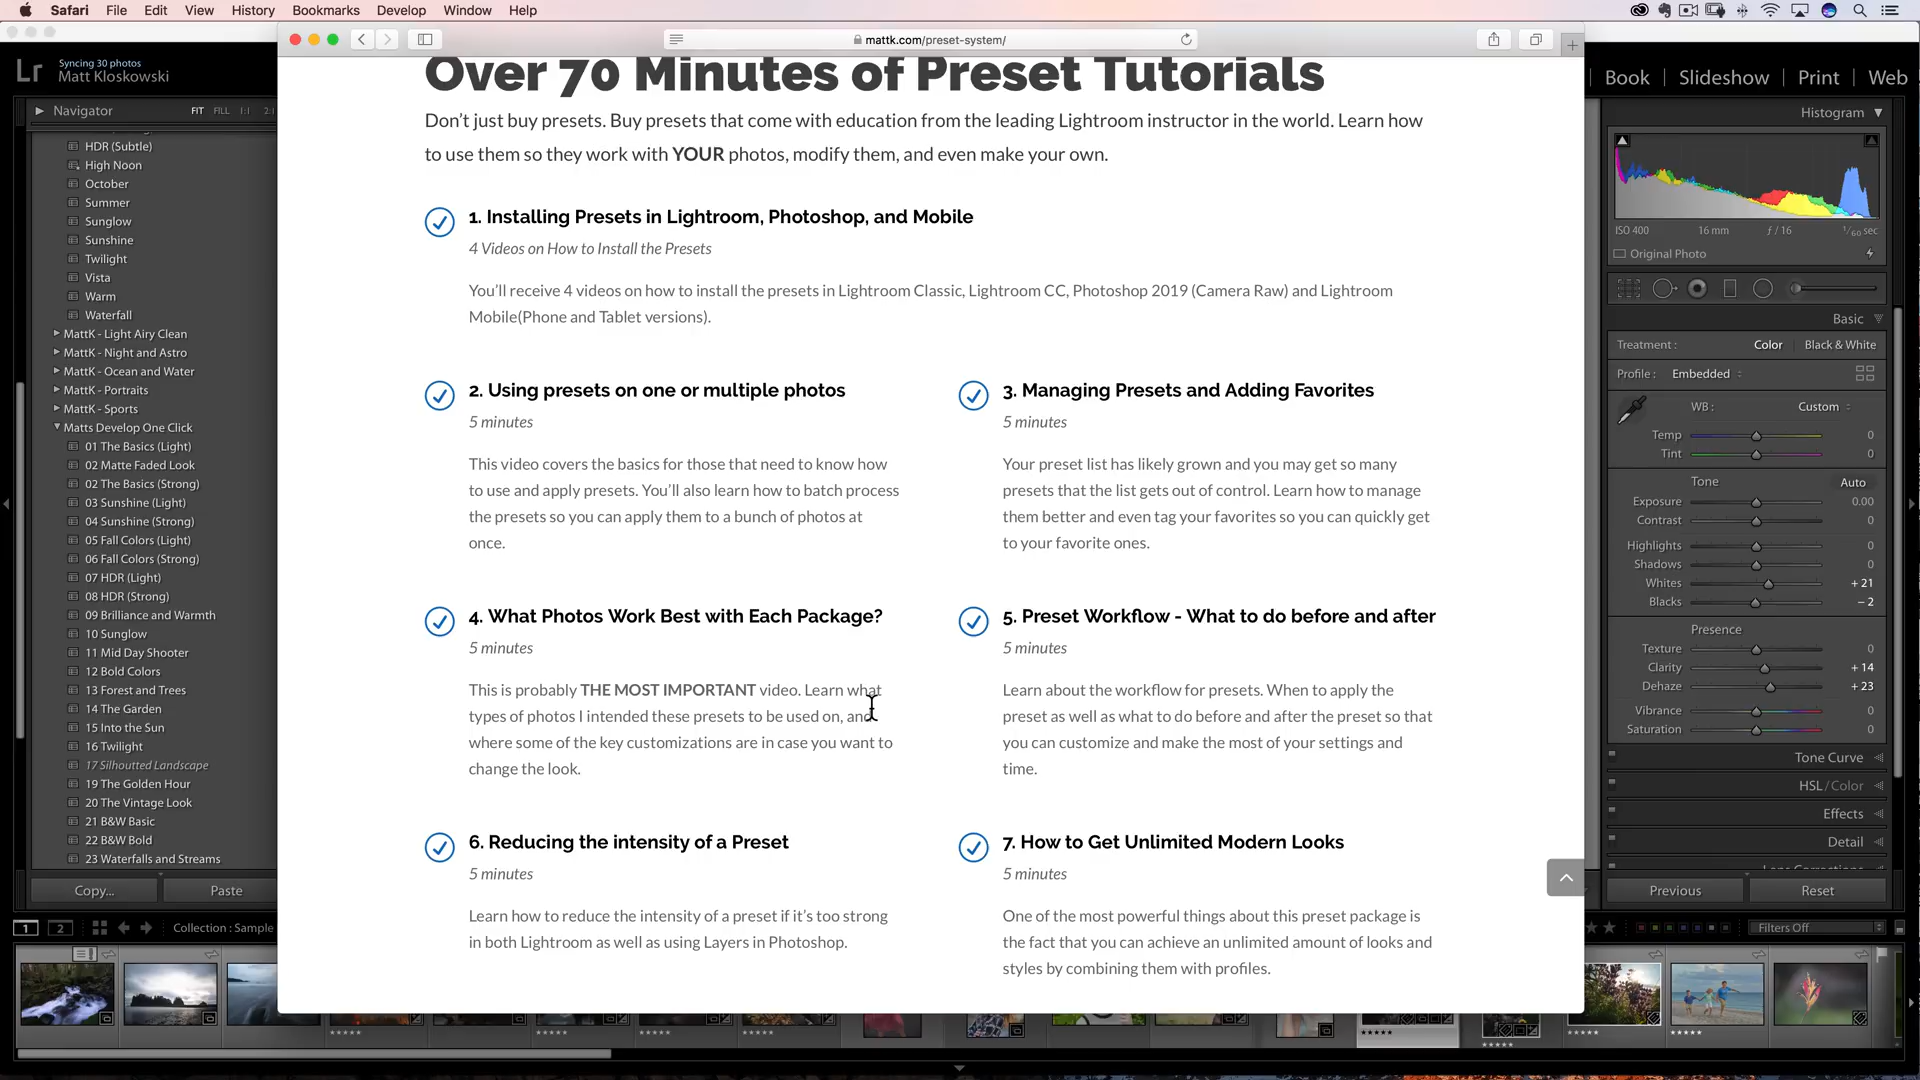 Safari File Edit View History Bookmarks Develop Window Help
mattk.com/preset-system/
Lr
Syncing 30 photos
Matt Kloskowski
Book | Slideshow | Print | Web
Navigator FIT FILL 1:1 2:1
HDR (Subtle)
High Noon
October
Summer
Sunglow
Sunshine
Twilight
Vista
Warm
Waterfall
MattK - Light Airy Clean
MattK - Night and Astro
MattK - Ocean and Water
MattK - Portraits
MattK - Sports
Matts Develop One Click
01 The Basics (Light)
02 Matte Faded Look
02 The Basics (Strong)
03 Sunshine (Light)
04 Sunshine (Strong)
05 Fall Colors (Light)
06 Fall Colors (Strong)
07 HDR (Light)
08 HDR (Strong)
09 Brilliance and Warmth
10 Sunglow
11 Mid Day Shooter
12 Bold Colors
13 Forest and Trees
14 The Garden
15 Into the Sun
16 Twilight
17 Silhoutted Landscape
19 The Golden Hour
20 The Vintage Look
21 B&W Basic
22 B&W Bold
23 Waterfalls and Streams
Copy... Paste
1 2 Collection : Sample
Over 70 Minutes of Preset Tutorials
Don't just buy presets. Buy presets that come with education from the leading Lightroom instructor in the world. Learn how
to use them so they work with YOUR photos, modify them, and even make your own.
1. Installing Presets in Lightroom, Photoshop, and Mobile
4 Videos on How to Install the Presets
You'll receive 4 videos on how to install the presets in Lightroom Classic, Lightroom CC, Photoshop 2019 (Camera Raw) and Lightroom
Mobile(Phone and Tablet versions).
2. Using presets on one or multiple photos
5 minutes
This video covers the basics for those that need to know how
to use and apply presets. You'll also learn how to batch process
the presets so you can apply them to a bunch of photos at
once.
3. Managing Presets and Adding Favorites
5 minutes
Your preset list has likely grown and you may get so many
presets that the list gets out of control. Learn how to manage
them better and even tag your favorites so you can quickly get
to your favorite ones.
4. What Photos Work Best with Each Package?
5 minutes
This is probably THE MOST IMPORTANT video. Learn what
types of photos I intended these presets to be used on, and
where some of the key customizations are in case you want to
change the look.
5. Preset Workflow - What to do before and after
5 minutes
Learn about the workflow for presets. When to apply the
preset as well as what to do before and after the preset so that
you can customize and make the most of your settings and
time.
6. Reducing the intensity of a Preset
5 minutes
Learn how to reduce the intensity of a preset if it's too strong
in both Lightroom as well as using Layers in Photoshop.
7. How to Get Unlimited Modern Looks
5 minutes
One of the most powerful things about this preset package is
the fact that you can achieve an unlimited amount of looks and
styles by combining them with profiles.
Histogram
ISO 400 16 mm f / 16 1/60 sec
Original Photo
Basic
Treatment : Color Black & White
Profile : Embedded
WB : Custom
Temp 0
Tint 0
Tone Auto
Exposure 0.00
Contrast 0
Highlights 0
Shadows 0
Whites + 21
Blacks – 2
Presence
Texture 0
Clarity + 14
Dehaze + 23
Vibrance 0
Saturation 0
Tone Curve
HSL / Color
Effects
Detail
Previous Reset
Filters Off